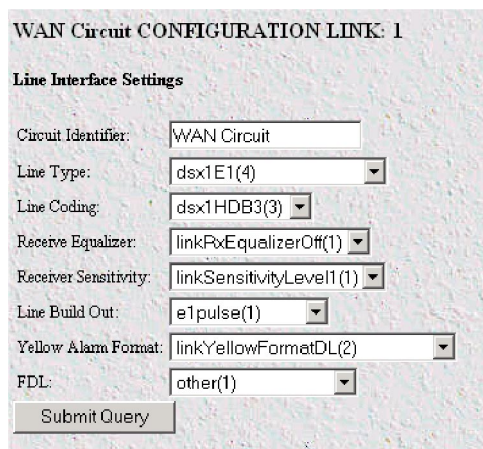 WAN Circuit CONFIGURATION LINK: 1
Line Interface Settings
Circuit Identifier: WAN Circuit
Line Type: dsx1E1(4)
Line Coding: dsx1HDB3(3)
Receive Equalizer: linkRxEqualizerOff(1)
Receiver Sensitivity: linkSensitivityLevel1(1)
Line Build Out: e1pulse(1)
Yellow Alarm Format: linkYellowFormatDL(2)
FDL: other(1)
Submit Query